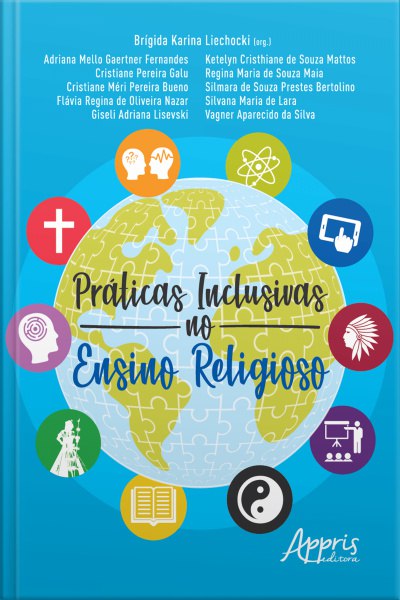 Brígida Karina Liechocki (org.)
Adriana Mello Gaertner Fernandes
Cristiane Pereira Galu
Cristiane Méri Pereira Bueno
Flávia Regina de Oliveira Nazar
Giseli Adriana Lisevski
Ketelyn Cristhiane de Souza Mattos
Regina Maria de Souza Maia
Silmara de Souza Prestes Bertolino
Silvana Maria de Lara
Vagner Aparecido da Silva
Práticas Inclusivas
no
Ensino Religioso
Appris
editora